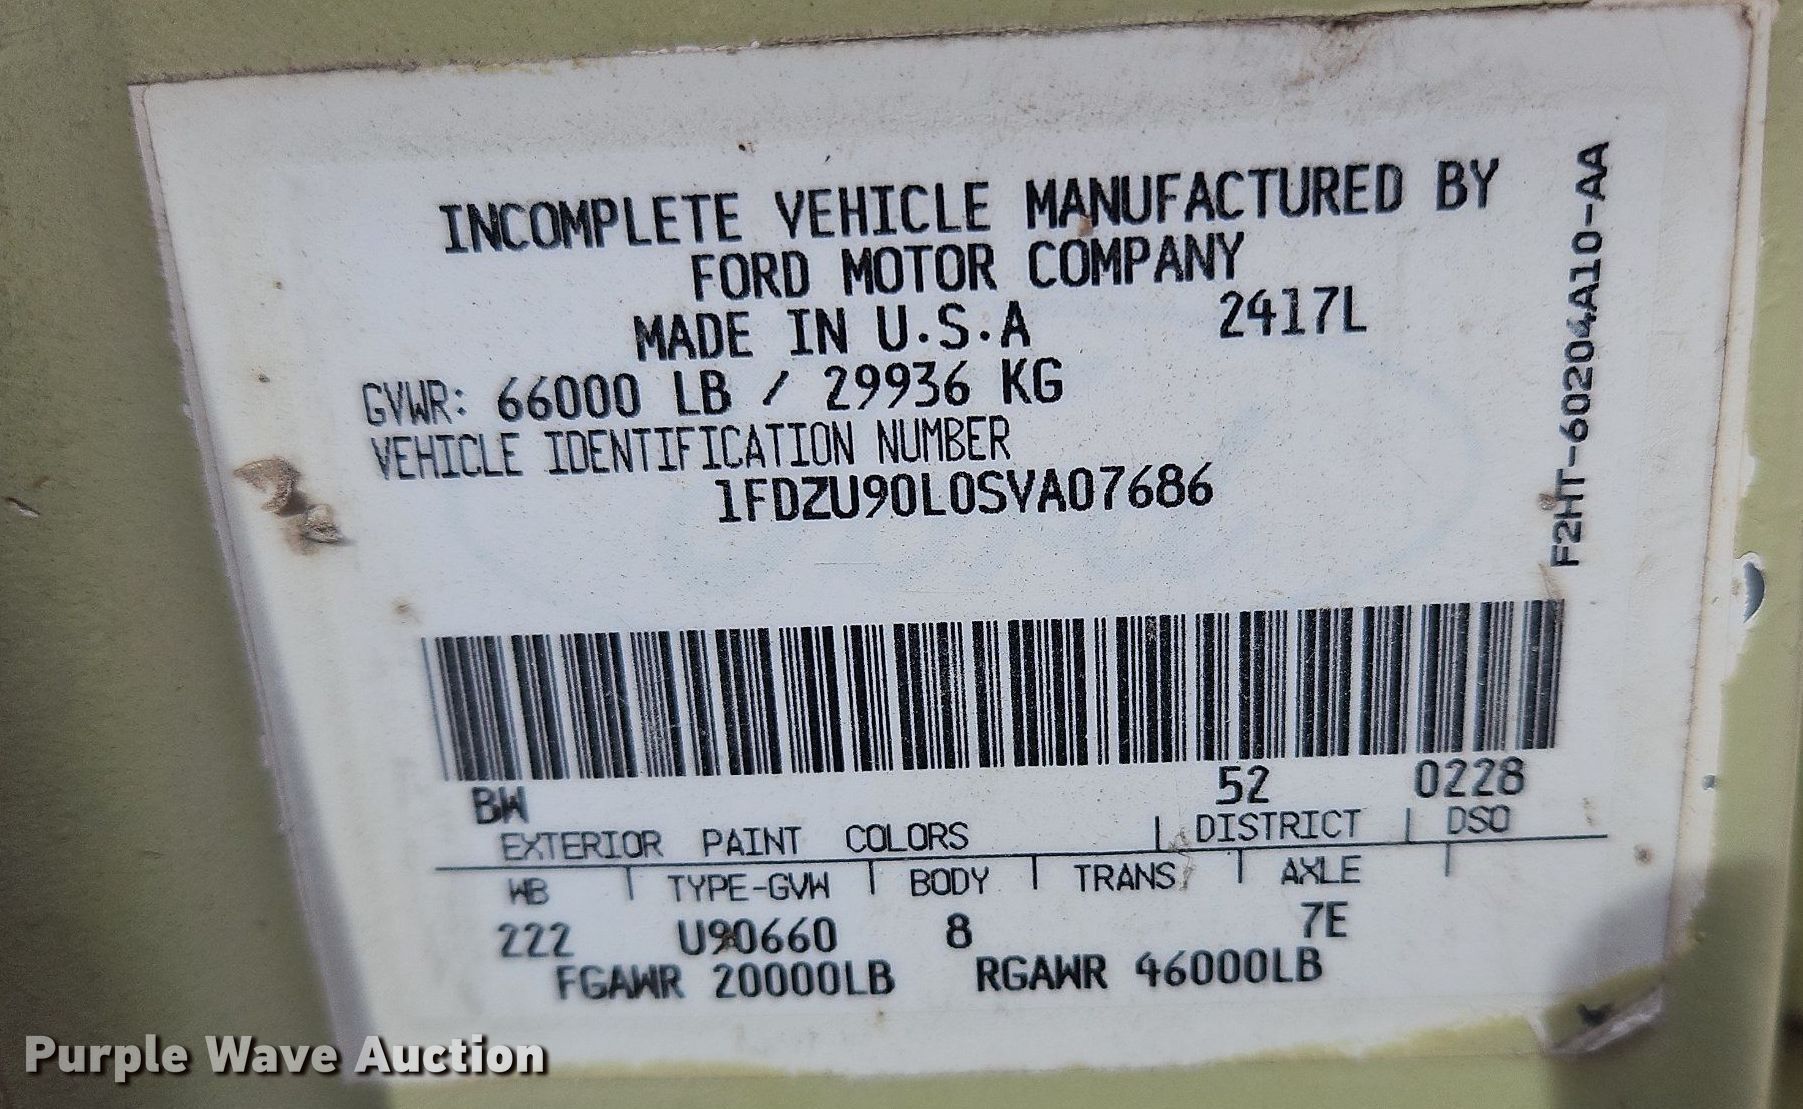 INCOMPLETE VEHICLE MANUFACTURED BY
FORD MOTOR COMPANY
MADE IN U.S.A 2417L
GVWR: 66000 LB / 29936 KG
VEHICLE IDENTIFICATION NUMBER
1FDZU90L0SVA07686
F2HT-60204A10-AA
BW 52 0228
EXTERIOR PAINT COLORS DISTRICT DSO
WB TYPE-GVW BODY TRANS AXLE
222 U90660 8 7E
FGAWR 20000LB RGAWR 46000LB
Purple Wave Auction